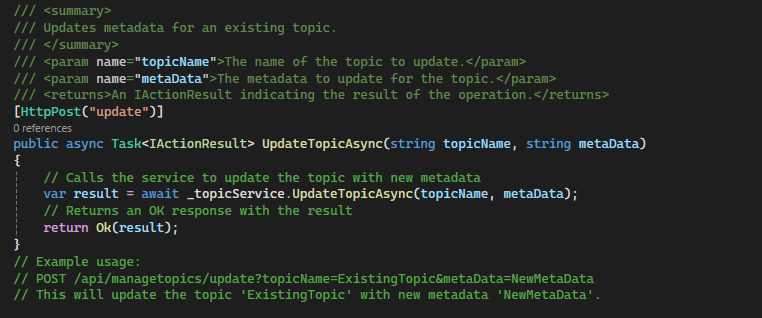 /// <summary>
/// Updates metadata for an existing topic.
/// </summary>
/// <param name="topicName">The name of the topic to update.</param>
/// <param name="metaData">The metadata to update for the topic.</param>
/// <returns>An IActionResult indicating the result of the operation.</returns>
[HttpPost("update")]
0 references
public async Task<IActionResult> UpdateTopicAsync(string topicName, string metaData)
{
    // Calls the service to update the topic with new metadata
    var result = await _topicService.UpdateTopicAsync(topicName, metaData);
    // Returns an OK response with the result
    return Ok(result);
}
// Example usage:
// POST /api/managetopics/update?topicName=ExistingTopic&metaData=NewMetaData
// This will update the topic 'ExistingTopic' with new metadata 'NewMetaData'.